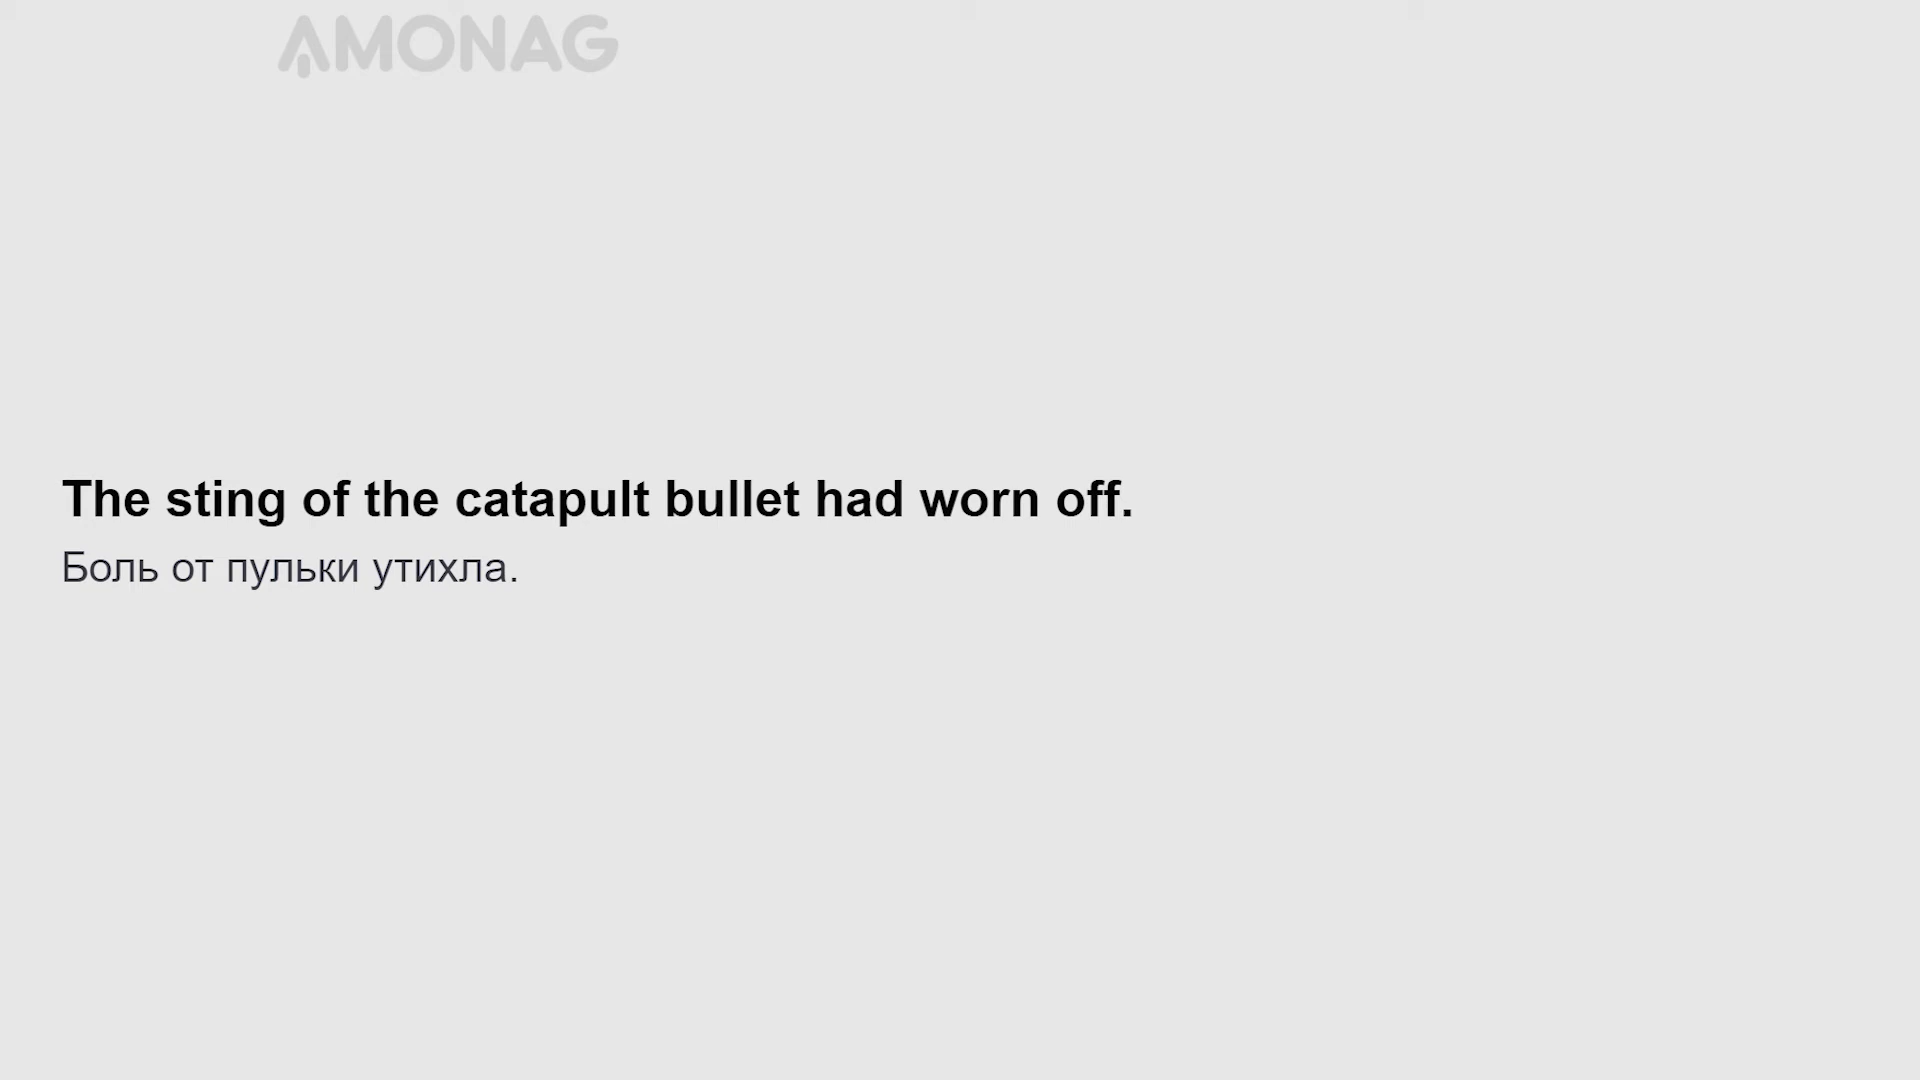 AMONAG
The sting of the catapult bullet had worn off.
Боль от пульки утихла.